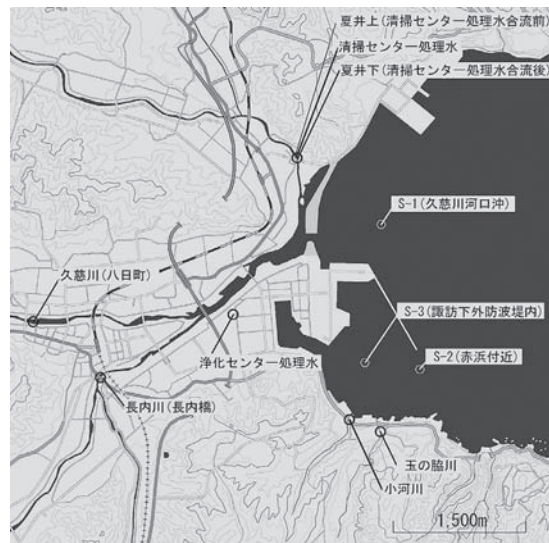 夏井上(清掃センター処理水合流前)
清掃センター処理水
夏井下(清掃センター処理水合流後)
S-1(久慈川河口沖)
久慈川(八日町)
S-3(諏訪下外防波堤内)
浄化センター処理水
S-2(赤浜付近)
長内川(長内橋)
玉の脇川
小河川
1,500m